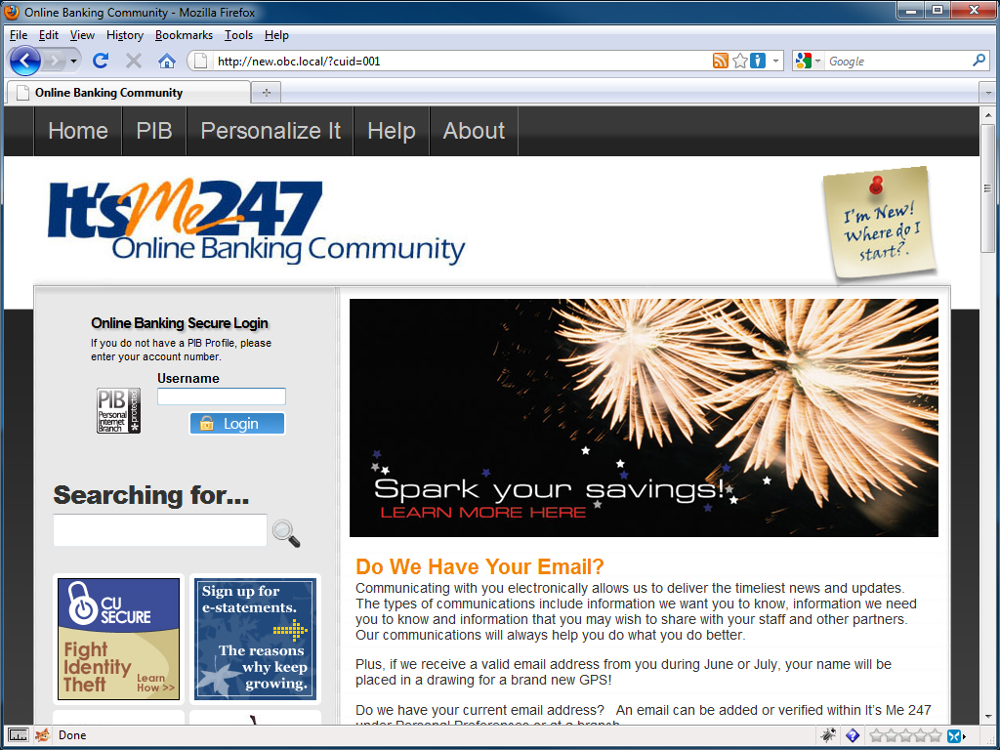 Online Banking Community - Mozilla Firefox
File Edit View History Bookmarks Tools Help
http://new.obc.local/?cuid=001
Google
Online Banking Community
Home PIB Personalize It Help About
It's Me 247
Online Banking Community
I'm New!
Where do I
start?.
Online Banking Secure Login
If you do not have a PIB Profile, please
enter your account number.
Username
PIB
Personal
Internet
Branch
*protected
Login
Searching for...
CU
SECURE
Fight
Identity
Theft
Learn
How >>
Sign up for
e-statements.
The reasons
why keep
growing.
Spark your savings!
LEARN MORE HERE
Do We Have Your Email?
Communicating with you electronically allows us to deliver the timeliest news and updates.
The types of communications include information we want you to know, information we need
you to know and information that you may wish to share with your staff and other partners.
Our communications will always help you do what you do better.
Plus, if we receive a valid email address from you during June or July, your name will be
placed in a drawing for a brand new GPS!
Do we have your current email address? An email can be added or verified within It's Me 247
under Personal Preferences or at a branch
Done